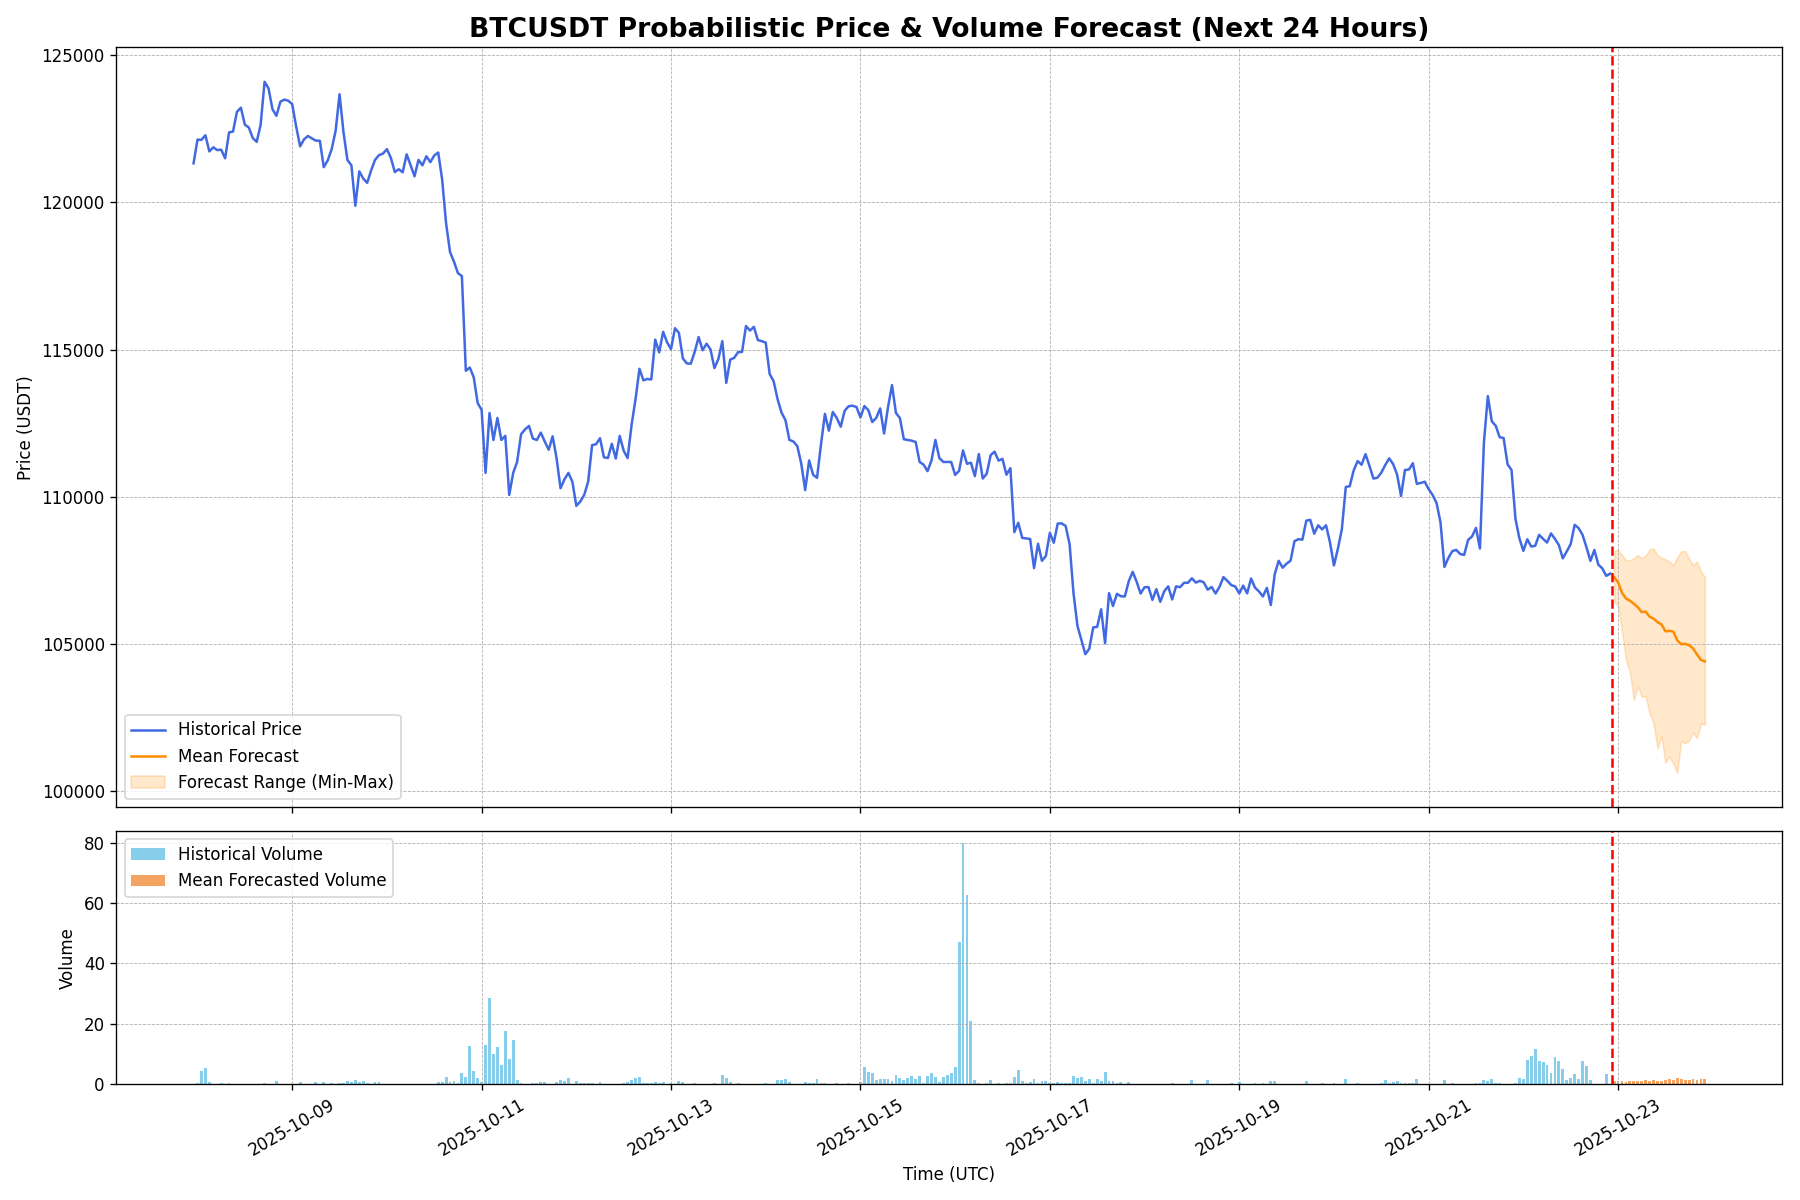 BTCUSDT Probabilistic Price & Volume Forecast (Next 24 Hours)
125000
120000
115000
110000
105000
100000
Price (USDT)
Historical Price
Mean Forecast
Forecast Range (Min-Max)
80
60
40
20
0
Volume
Historical Volume
Mean Forecasted Volume
2025-10-09
2025-10-11
2025-10-13
2025-10-15
2025-10-17
2025-10-19
2025-10-21
2025-10-23
Time (UTC)